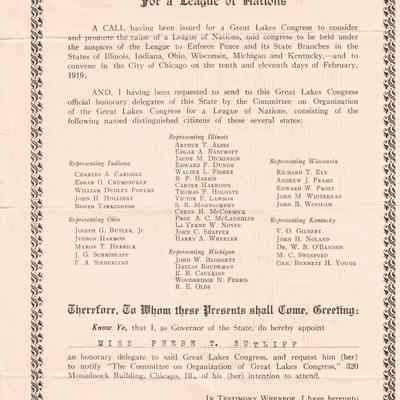 For a League of Nations
A CALL having been issued for a Great Lakes Congress to consider
and promote the cause of a League of Nations, said congress to be held under
the auspices of the League to Enforce Peace and its State Branches in the
States of Illinois, Indiana, Ohio, Wisconsin, Michigan and Kentucky,—and to
convene in the City of Chicago on the tenth and eleventh days of February,
1919;
AND, I having been requested to send to this Great Lakes Congress
official honorary delegates of this State by the Committee on Organization
of the Great Lakes Congress for a League of Nations, consisting of the
following named distinguished citizens of these several states:
Representing Indiana
CHARLES A. CARLISLE
EDGAR G. CRUMPACKER
WILLIAM DUDLEY FOULKE
JOHN H. HOLLIDAY
BOOTH TARKINGTON
Representing Ohio
JOSEPH G. BUTLER, JR
JUDSON HARMON
MYRON T. HERRICK
J. G. SCHMIDLAPP
F. A. SEIBERLING
Representing Illinois
ARTHUR T. ALDIS
EDGAR A. BANCROFT
JACOB M. DICKINSON
EDWARD F. DUNNE
WALTER L. FISHER
R. P. HARRIS
CARTER HARRISON
THOMAS F. HOLGATE
VICTOR F. LAWSON
S. R. MONTGOMERY
CYRUS H. MCCORMICK
PROF. A. C. MCLAUGHLIN
LA VERNE W. NOYES
JOHN C. SHAFFER
HARRY A. WHEELER
Representing Michigan
JOHN W. BLODGETT
DALLAS BOUDEMAN
R. B. CAULKINS
WOODBRIDGE N. FERRIS
R. E. OLDS
Representing Wisconsin
RICHARD T. ELY
ANDREW J. FRAME
EDWARD W. FROST
JOHN M. WHITEHEAD
JOHN B. WINSLOW
Representing Kentucky
V. O. GILBERT
JOHN H. NOLAND
DR. W. B. O'BANNON
M. C. SWINFORD
GEN. BENNETT H. YOUNG
Therefore, To Whom these Presents shall Come, Greeting:
Know Ye, that I, as Governor of the State, do hereby appoint
MISS PHEBE T. SUTLIFF
as honorary delegate to said Great Lakes Congress, and request him (her)
to notify "The Committee on Organization of Great Lakes Congress," 320
Monadnock Building, Chicago, Ill., of his (her) intention to attend.
IN TESTIMONY WHEREOF, I have hereunto